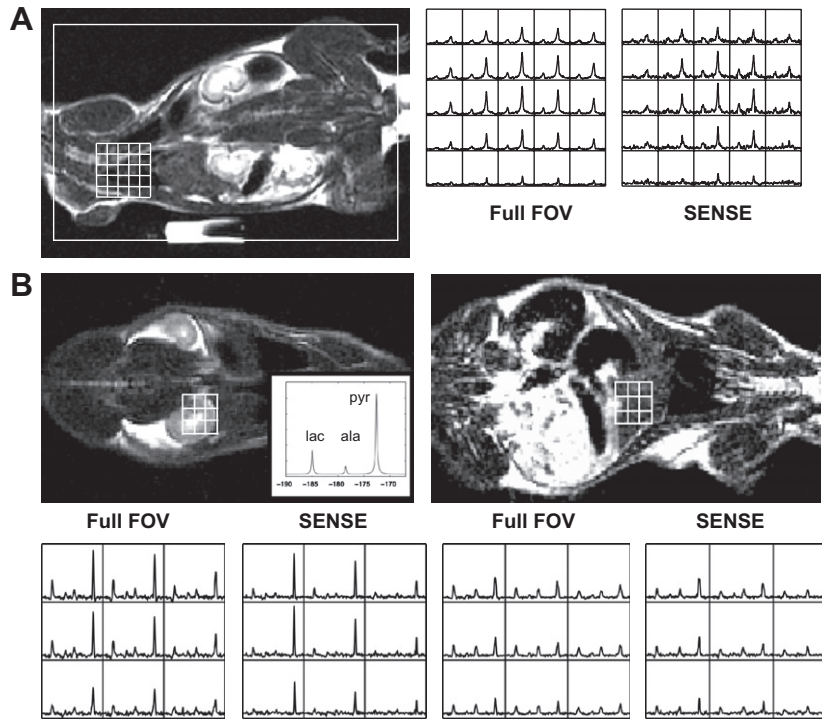 A
Full FOV SENSE
B
pyr
lac ala
−190 −185 −180 −175 −170
Full FOV SENSE Full FOV SENSE